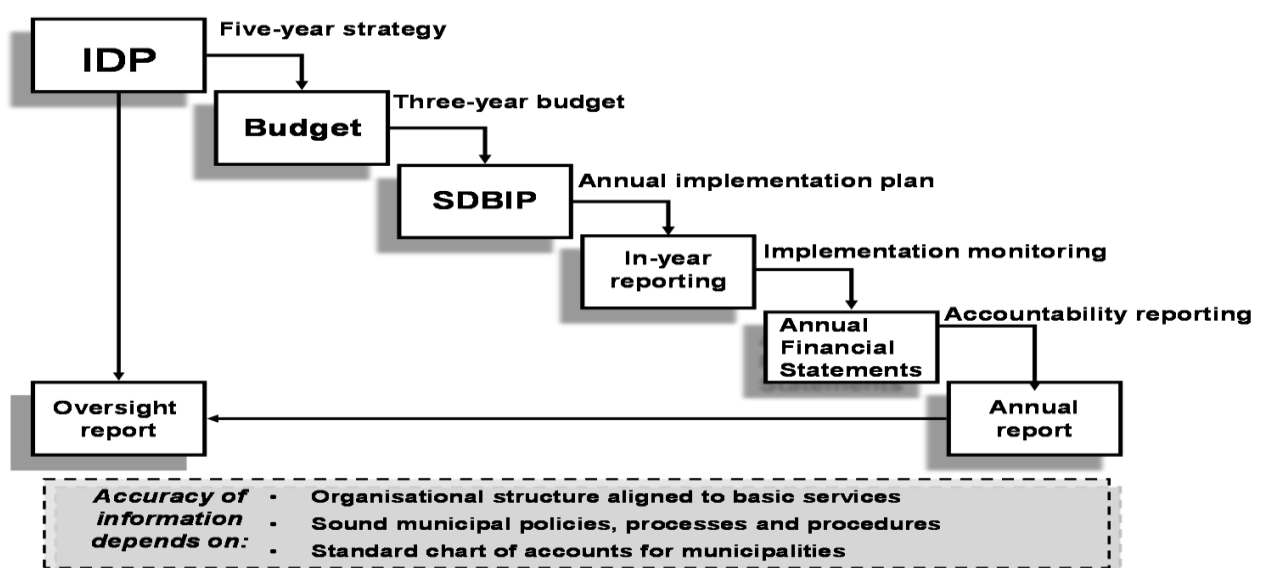 Five-year strategy
IDP
Three-year budget
Budget
Annual implementation plan
SDBIP
Implementation monitoring
In-year
reporting
Accountability reporting
Annual
Financial
Statements
Oversight
report
Annual
report
Accuracy of
information
depends on:
• Organisational structure aligned to basic services
• Sound municipal policies, processes and procedures
• Standard chart of accounts for municipalities